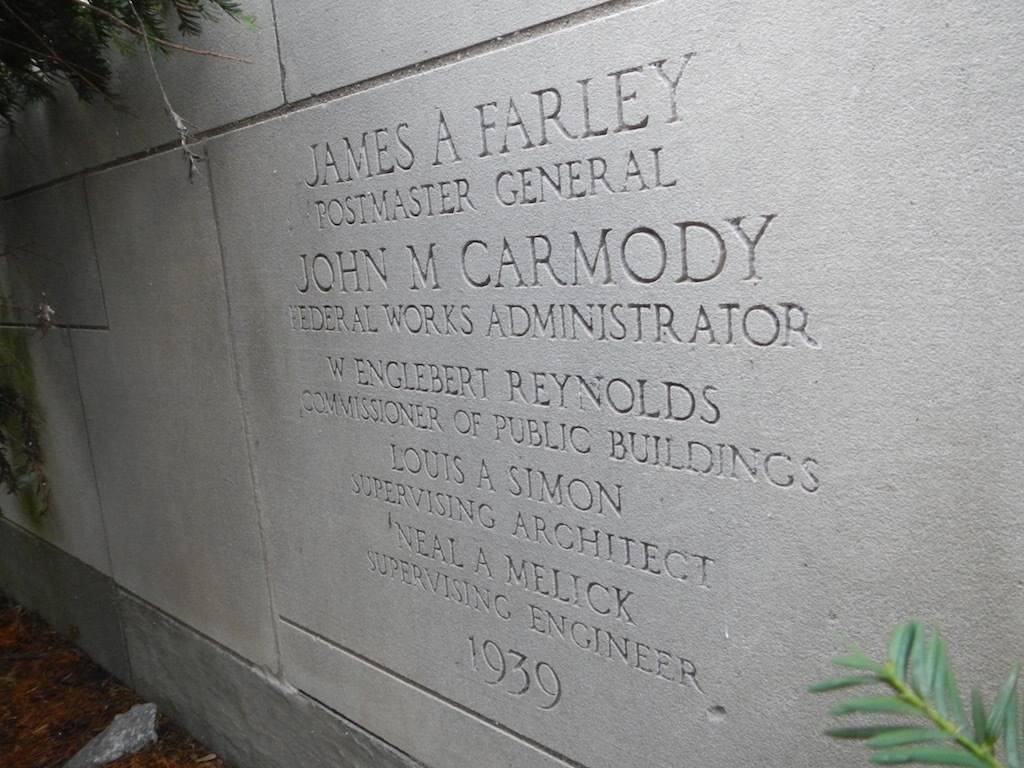 JAMES A FARLEY
POSTMASTER GENERAL
JOHN M CARMODY
FEDERAL WORKS ADMINISTRATOR
W ENGLEBERT REYNOLDS
COMMISSIONER OF PUBLIC BUILDINGS
LOUIS A SIMON
SUPERVISING ARCHITECT
NEAL A MELICK
SUPERVISING ENGINEER
1939